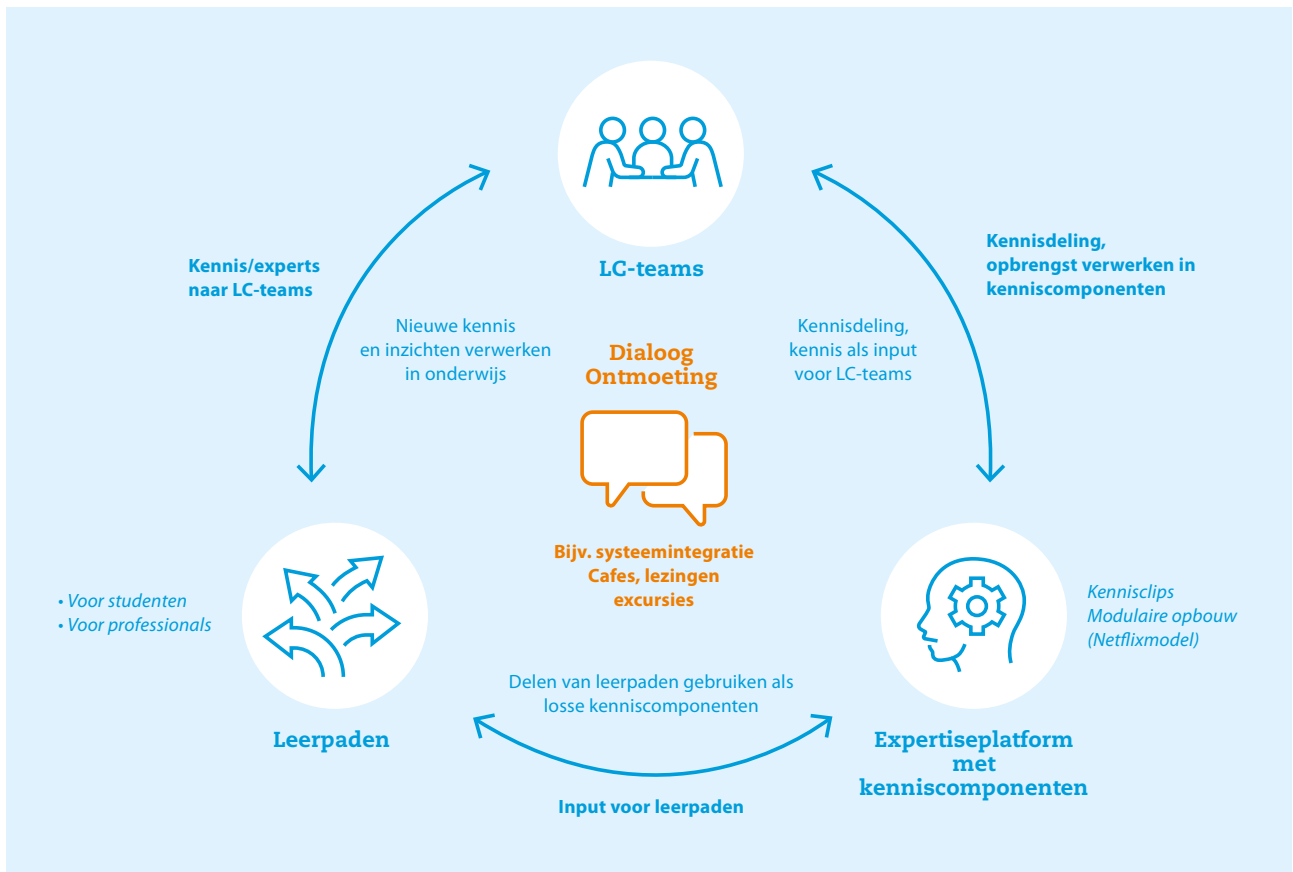 LC-teams
Kennis/experts
naar LC-teams
Nieuwe kennis
en inzichten verwerken
in onderwijs
Dialoog
Ontmoeting
Kennisdeling,
kennis als input
voor LC-teams
Kennisdeling,
opbrengst verwerken in
kenniscomponenten
Bijv. systeemintegratie
Cafes, lezingen
excursies
• Voor studenten
• Voor professionals
Leerpaden
Kennisclips
Modulaire opbouw
(Netflixmodel)
Expertiseplatform
met
kenniscomponenten
Delen van leerpaden gebruiken als
losse kenniscomponenten
Input voor leerpaden